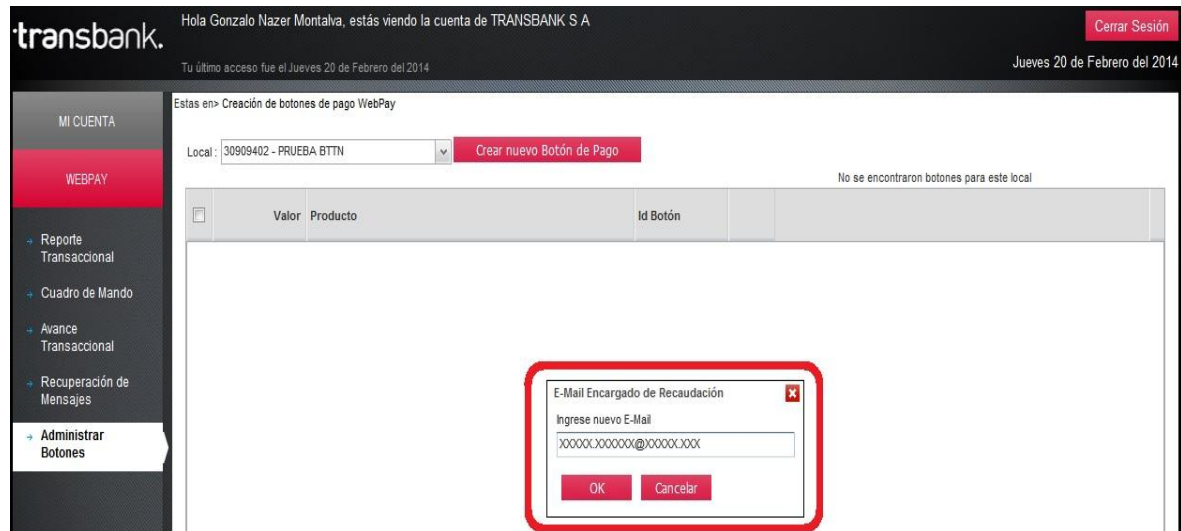 transbank.
Hola Gonzalo Nazer Montalva, estás viendo la cuenta de TRANSBANK S A
Cerrar Sesión
Tu último acceso fue el Jueves 20 de Febrero del 2014
Jueves 20 de Febrero del 2014
MI CUENTA
WEBPAY
Reporte
Transaccional
Cuadro de Mando
Avance
Transaccional
Recuperación de
Mensajes
Administrar
Botones
Estas en> Creación de botones de pago WebPay
Local : 30909402 - PRUEBA BTTN
Crear nuevo Botón de Pago
No se encontraron botones para este local
Valor Producto Id Botón
E-Mail Encargado de Recaudación
Ingrese nuevo E-Mail
XXXXX.XXXXXX@XXXXX.XXX
OK Cancelar